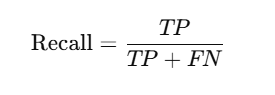 Recall = TP / TP + FN